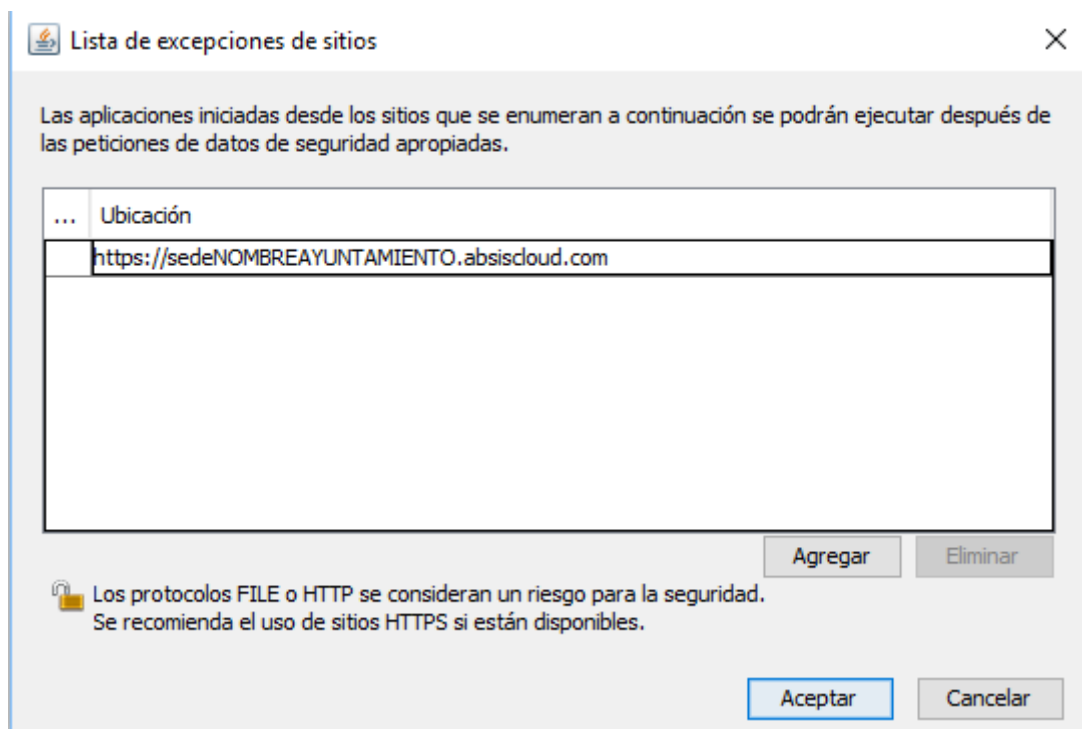 Lista de excepciones de sitios
Las aplicaciones iniciadas desde los sitios que se enumeran a continuación se podrán ejecutar después de
las peticiones de datos de seguridad apropiadas.
... Ubicación
https://sedeNOMBREAYUNTAMIENTO.absiscloud.com
Agregar Eliminar
Los protocolos FILE o HTTP se consideran un riesgo para la seguridad.
Se recomienda el uso de sitios HTTPS si están disponibles.
Aceptar Cancelar